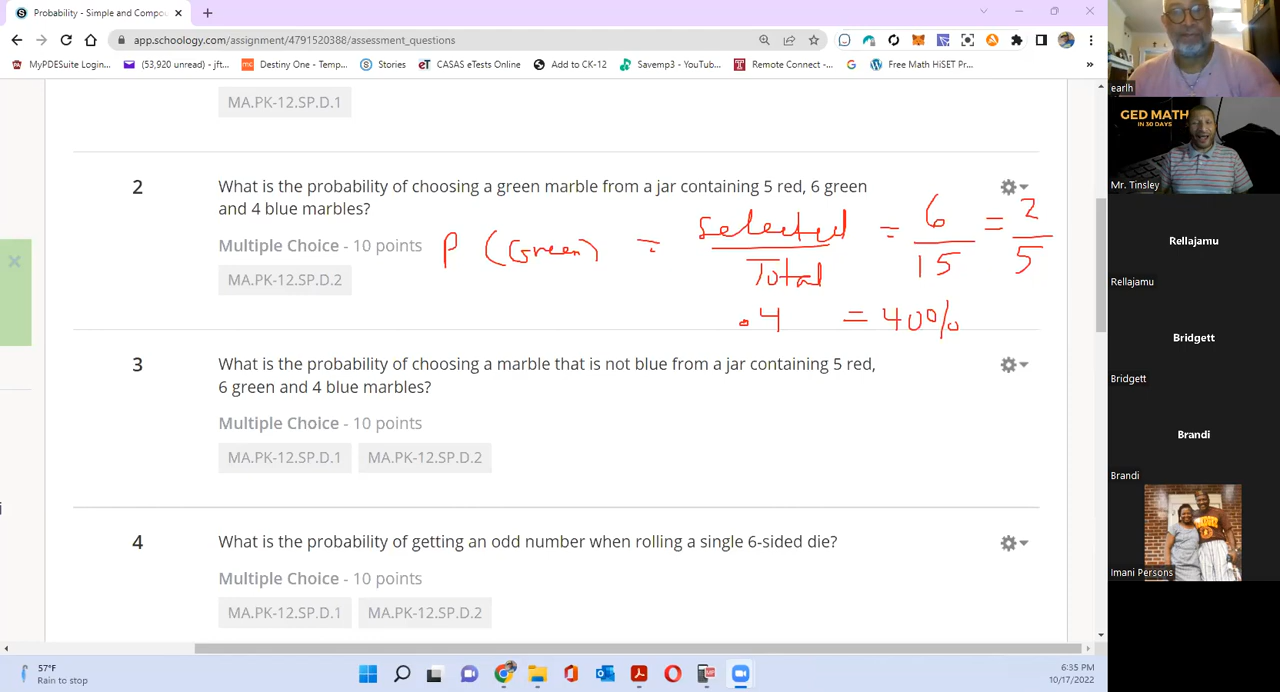 Probability - Simple and Compou
app.schoology.com/assignment/4791520388/assessment_questions
MyPDESuite Login...
(53,920 unread) - jft...
Destiny One - Temp...
Stories
CASAS eTests Online
Add to CK-12
Savemp3 - YouTub...
Remote Connect -...
Free Math HiSET Pr...
»
MA.PK-12.SP.D.1
2
What is the probability of choosing a green marble from a jar containing 5 red, 6 green
and 4 blue marbles?
Multiple Choice - 10 points
MA.PK-12.SP.D.2
P (Green) = selected / Total = 6/15 = 2/5
.4 = 40%
3
What is the probability of choosing a marble that is not blue from a jar containing 5 red,
6 green and 4 blue marbles?
Multiple Choice - 10 points
MA.PK-12.SP.D.1 MA.PK-12.SP.D.2
4
What is the probability of getting an odd number when rolling a single 6-sided die?
Multiple Choice - 10 points
MA.PK-12.SP.D.1 MA.PK-12.SP.D.2
57°F
Rain to stop
6:35 PM
10/17/2022
earlh
GED MATH
IN 30 DAYS
Mr. Tinsley
Rellajamu
Rellajamu
Bridgett
Bridgett
Brandi
Brandi
Imani Persons